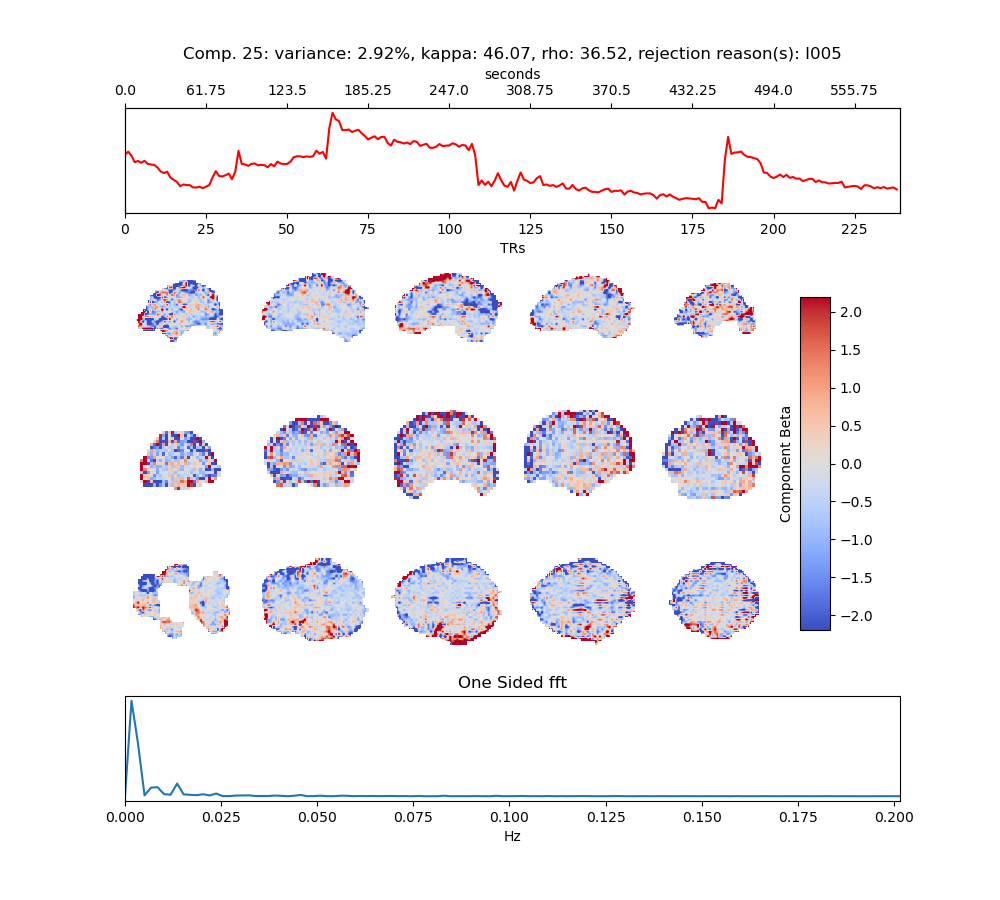 Comp. 25: variance: 2.92%, kappa: 46.07, rho: 36.52, rejection reason(s): I005
seconds
0.0 61.75 123.5 185.25 247.0 308.75 370.5 432.25 494.0 555.75
0 25 50 75 100 125 150 175 200 225
TRs
2.0
1.5
1.0
0.5
0.0
−0.5
−1.0
−1.5
−2.0
Component Beta
One Sided fft
0.000 0.025 0.050 0.075 0.100 0.125 0.150 0.175 0.200
Hz